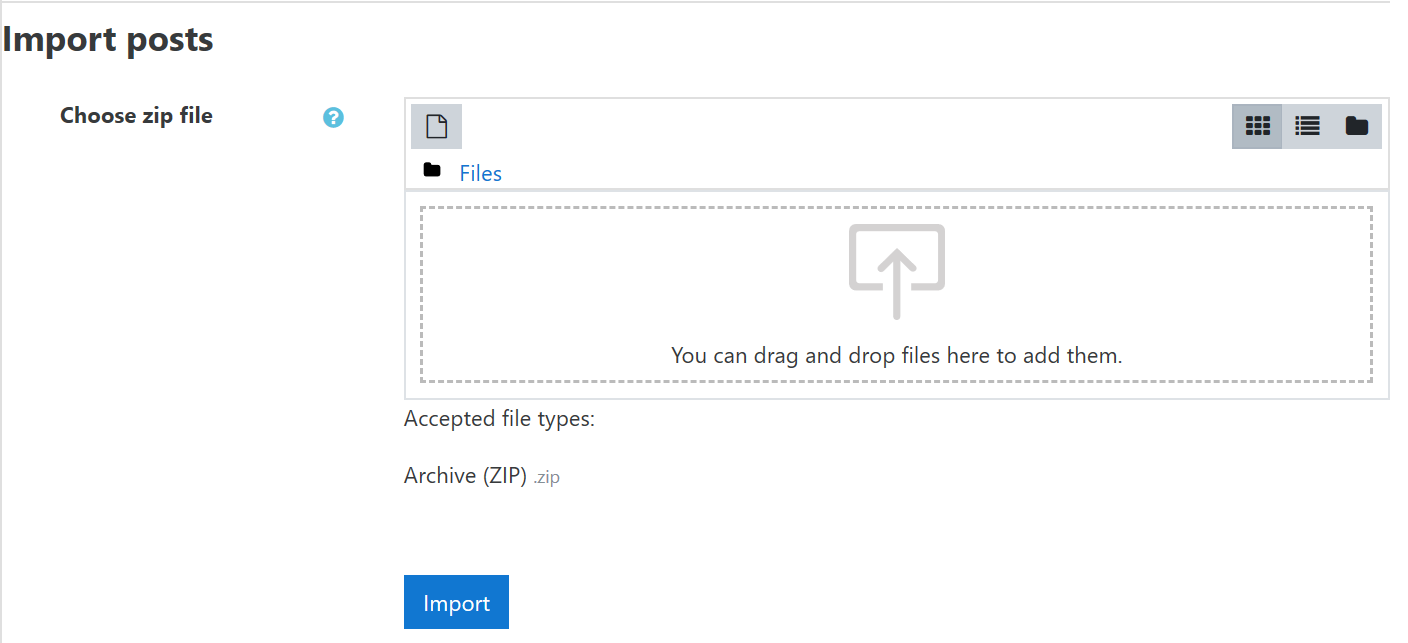 Import posts
Choose zip file
?
Files
You can drag and drop files here to add them.
Accepted file types:
Archive (ZIP) .zip
Import